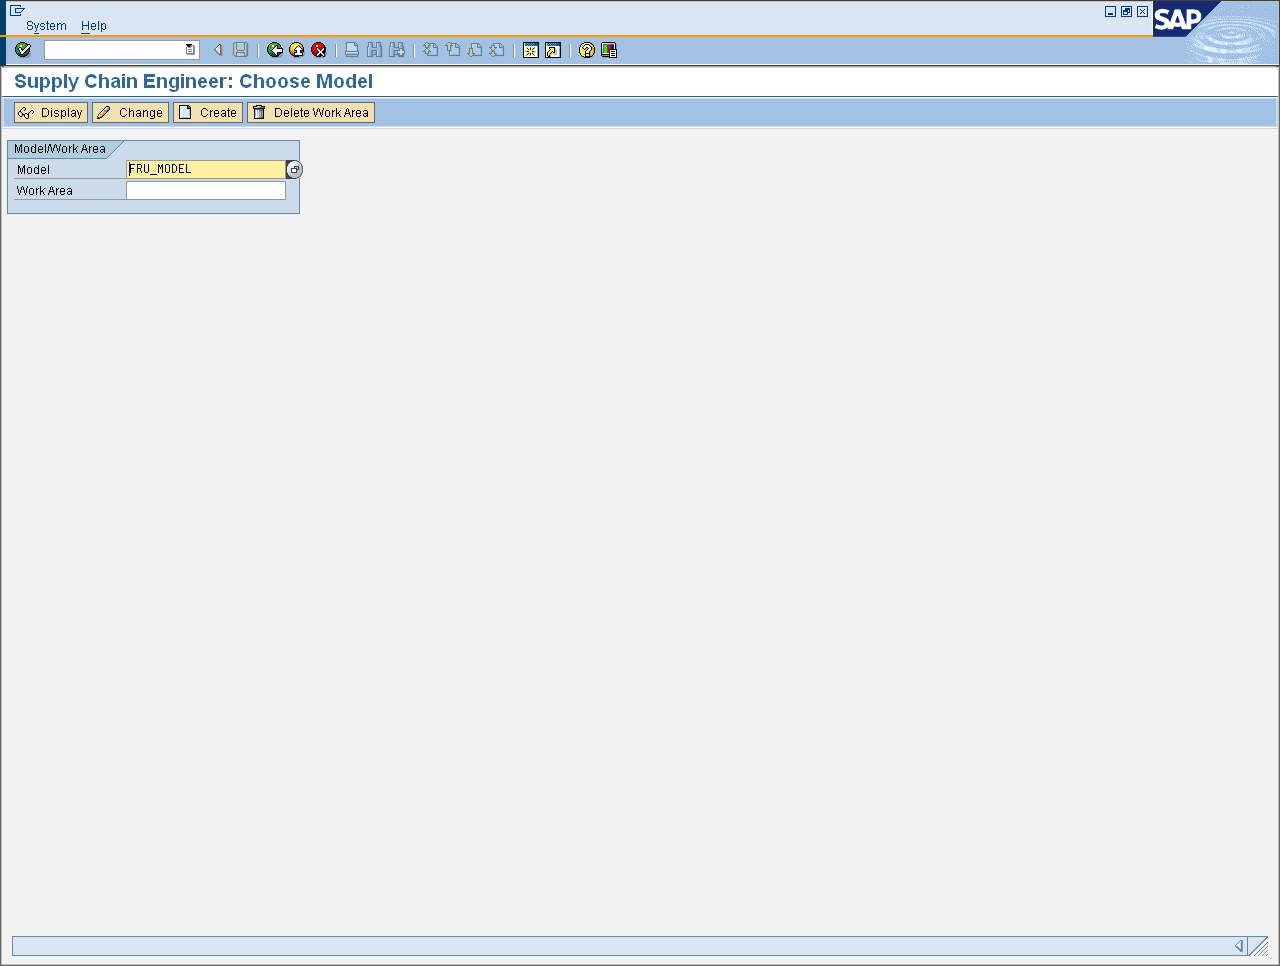 System Help
SAP
Supply Chain Engineer: Choose Model
Display Change Create Delete Work Area
Model/Work Area
Model FRU_MODEL
Work Area